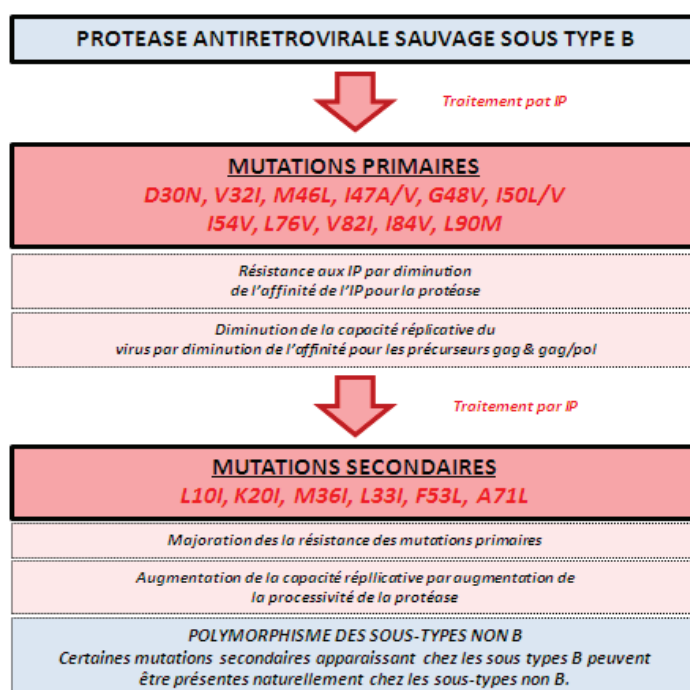 PROTEASE ANTIRETROVIRALE SAUVAGE SOUS TYPE B
Traitement pat IP
MUTATIONS PRIMAIRES
D30N, V32I, M46L, I47A/V, G48V, I50L/V
I54V, L76V, V82I, I84V, L90M
Résistance aux IP par diminution
de l'affinité de l'IP pour la protéase
Diminution de la capacité réplicative du
virus par diminution de l'affinité pour les précurseurs gag & gag/pol
Traitement par IP
MUTATIONS SECONDAIRES
L10I, K20I, M36I, L33I, F53L, A71L
Majoration des la résistance des mutations primaires
Augmentation de la capacité répllicative par augmentation de
la processivité de la protéase
POLYMORPHISME DES SOUS-TYPES NON B
Certaines mutations secondaires apparaissant chez les sous types B peuvent
être présentes naturellement chez les sous-types non B.